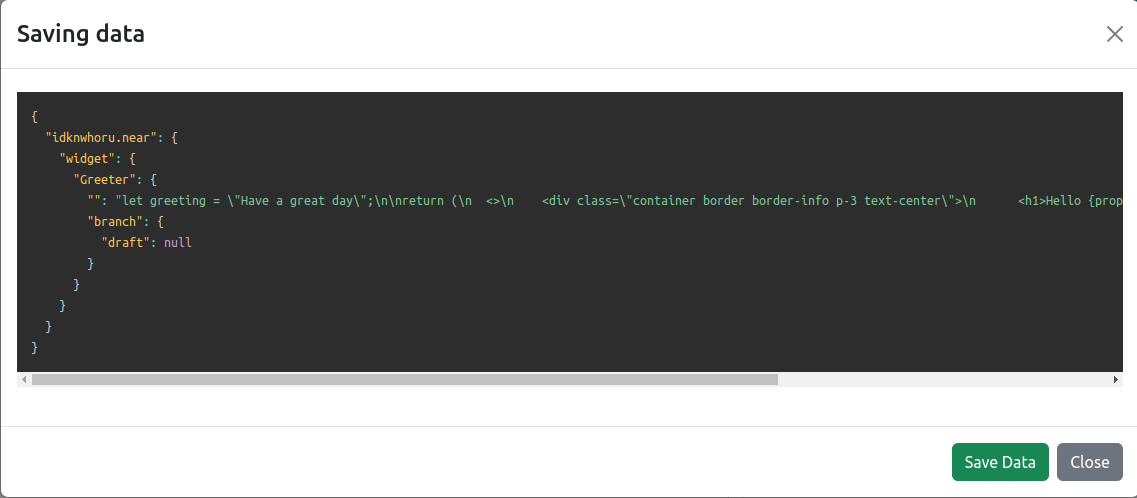 Saving data
{
  "idknwhoru.near": {
    "widget": {
      "Greeter": {
        "": "let greeting = \"Have a great day\";\n\nreturn (\n  <>\n    <div class=\"container border border-info p-3 text-center\">\n      <h1>Hello {prop
        "branch": {
          "draft": null
        }
      }
    }
  }
}
Save Data
Close